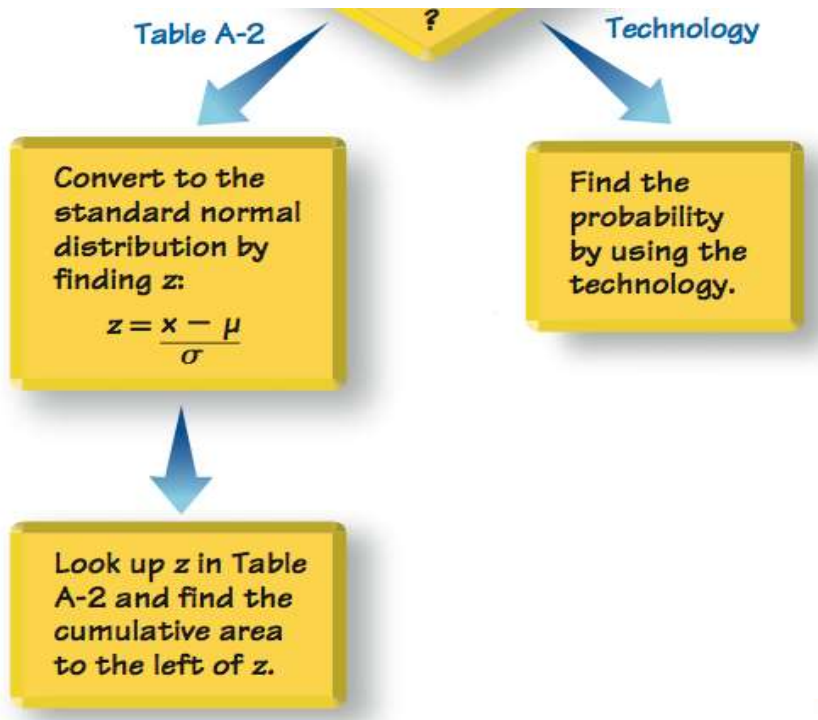 ?
Table A-2
Technology
Convert to the
standard normal
distribution by
finding z:
z = x − μ
σ
Find the
probability
by using the
technology.
Look up z in Table
A-2 and find the
cumulative area
to the left of z.